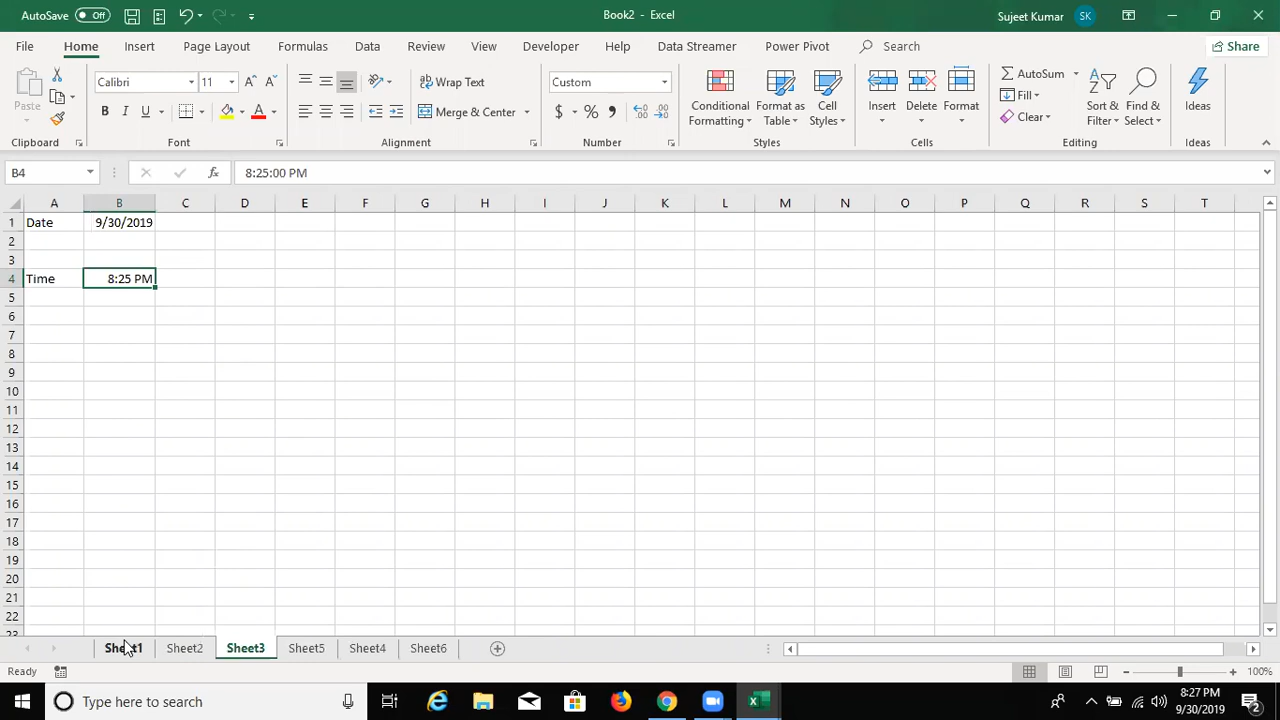 AutoSave Off Book2 - Excel Sujeet Kumar SK
File Home Insert Page Layout Formulas Data Review View Developer Help Data Streamer Power Pivot Search Share
Paste Calibri 11 Wrap Text Custom Conditional Formatting Format as Table Cell Styles Insert Delete Format AutoSum Sort & Filter Find & Select Ideas
B I U A Merge & Center $ % , Fill Clear
Clipboard Font Alignment Number Styles Cells Editing Ideas
B4 fx 8:25:00 PM
A B C D E F G H I J K L M N O P Q R S T
1 Date 9/30/2019
2
3
4 Time 8:25 PM
5
6
7
8
9
10
11
12
13
14
15
16
17
18
19
20
21
22
23
Sheet1 Sheet2 Sheet3 Sheet5 Sheet4 Sheet6
Ready 100%
Type here to search 8:27 PM
9/30/2019 2